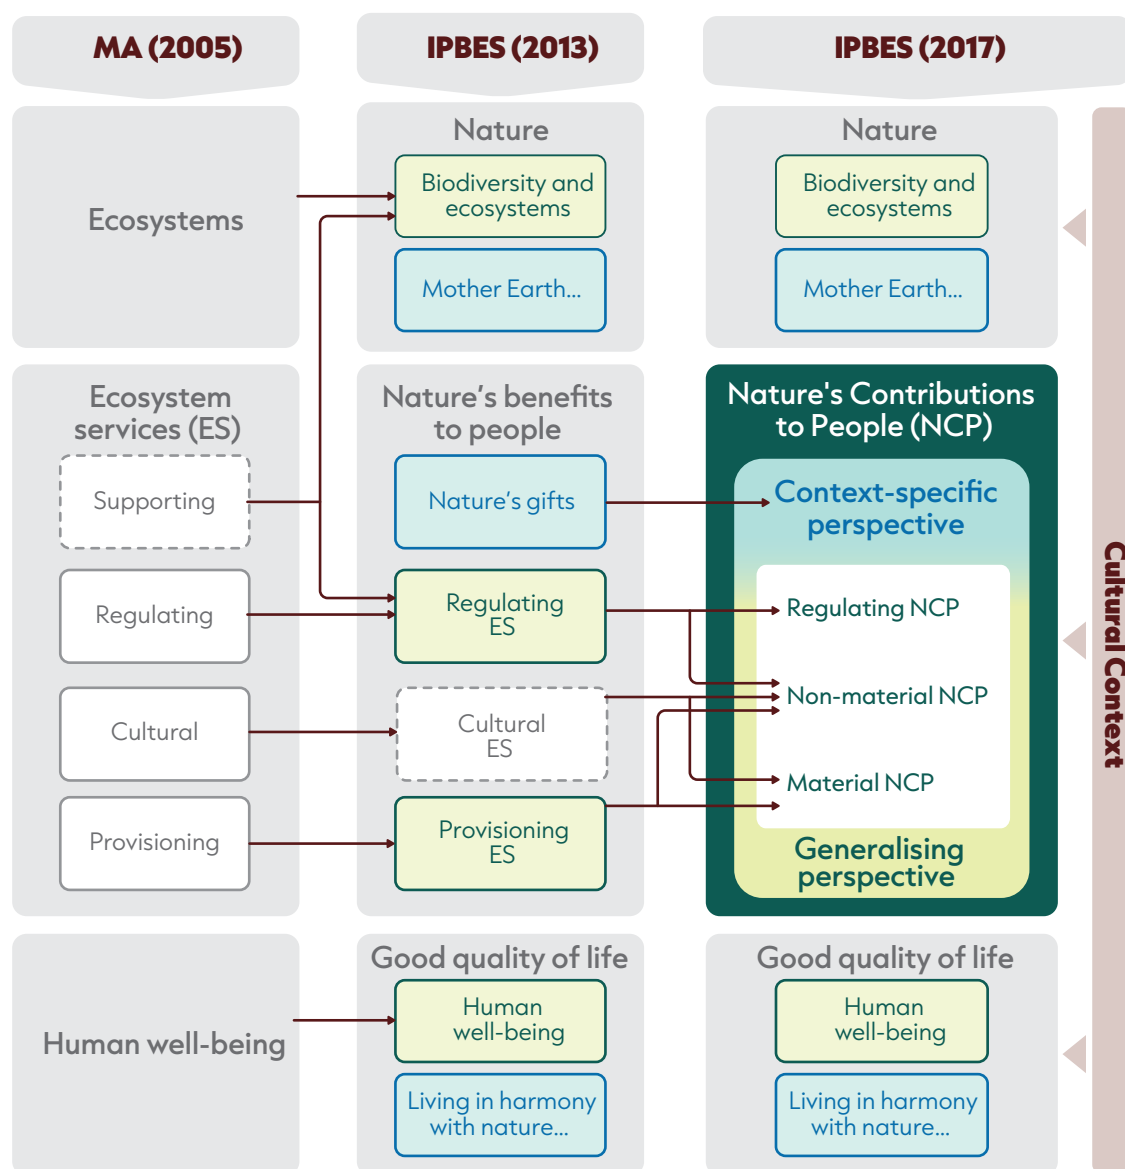 MA (2005)
IPBES (2013)
IPBES (2017)
Ecosystems
Nature
Biodiversity and
ecosystems
Mother Earth...
Nature
Biodiversity and
ecosystems
Mother Earth...
Ecosystem
services (ES)
Supporting
Regulating
Cultural
Provisioning
Nature's benefits
to people
Nature's gifts
Regulating
ES
Cultural
ES
Provisioning
ES
Nature's Contributions
to People (NCP)
Context-specific
perspective
Regulating NCP
Non-material NCP
Material NCP
Generalising
perspective
Human well-being
Good quality of life
Human
well-being
Living in harmony
with nature...
Good quality of life
Human
well-being
Living in harmony
with nature...
Cultural Context